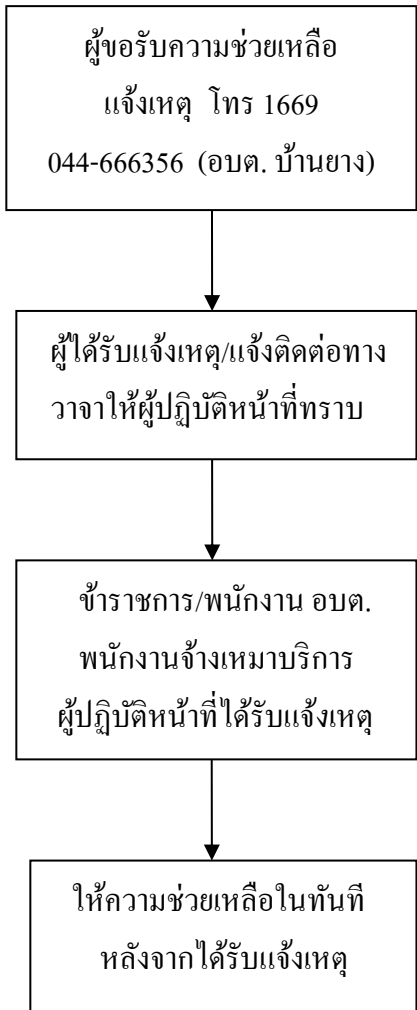 ผู้ขอรับความช่วยเหลือ
แจ้งเหตุ โทร 1669
044-666356 (อบต. บ้านยาง)
ผู้ได้รับแจ้งเหตุ/แจ้งติดต่อทาง
วาจาให้ผู้ปฏิบัติหน้าที่ทราบ
ข้าราชการ/พนักงาน อบต.
พนักงานจ้างเหมาบริการ
ผู้ปฏิบัติหน้าที่ได้รับแจ้งเหตุ
ให้ความช่วยเหลือในทันที
หลังจากได้รับแจ้งเหตุ